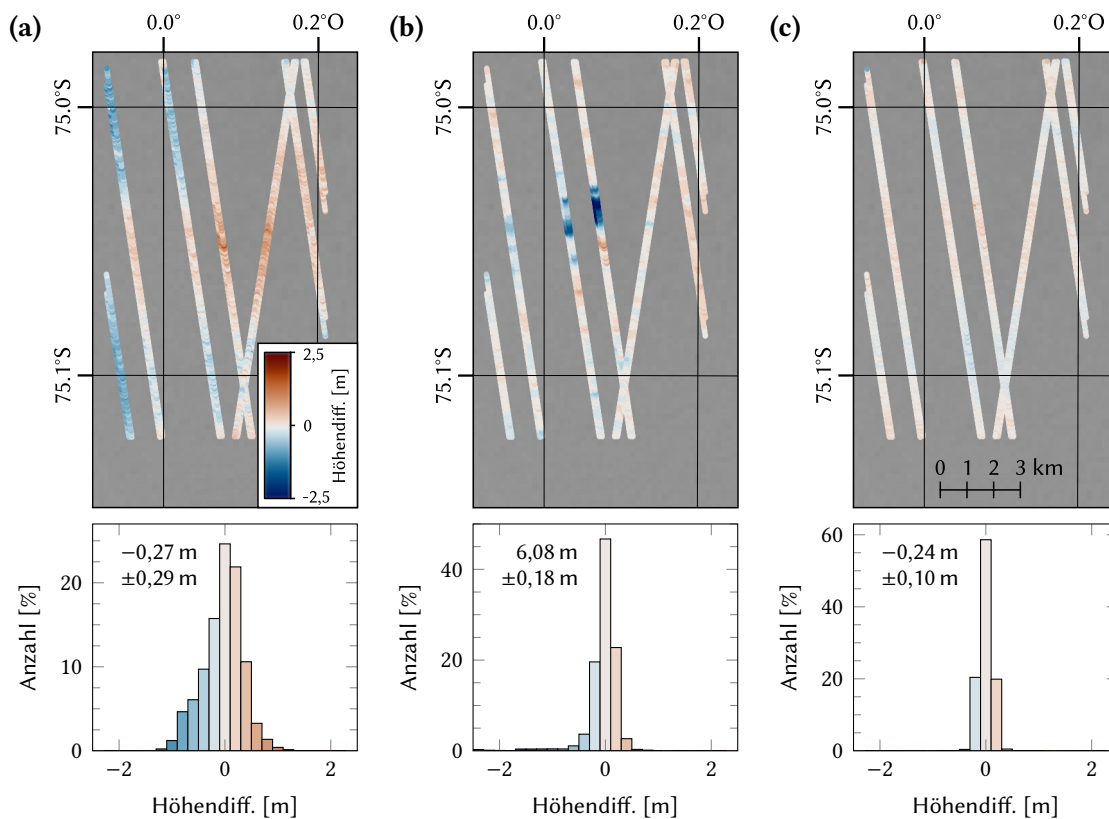 (a) 0.0° 0.2°O
75.0°S
75.1°S
2,5
0
-2,5
Höhendiff. [m]
−0,27 m
±0,29 m
Anzahl [%]
20
10
0
−2 0 2
Höhendiff. [m]
(b) 0.0° 0.2°O
75.0°S
75.1°S
6,08 m
±0,18 m
Anzahl [%]
40
20
0
−2 0 2
Höhendiff. [m]
(c) 0.0° 0.2°O
75.0°S
75.1°S
0 1 2 3 km
−0,24 m
±0,10 m
Anzahl [%]
60
40
20
0
−2 0 2
Höhendiff. [m]